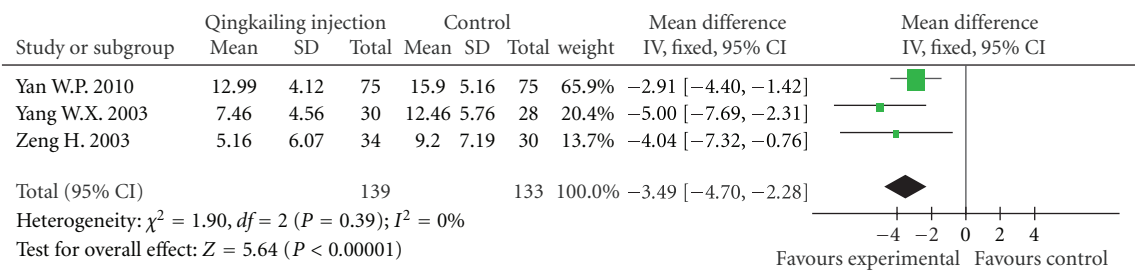 Qingkailing injection Control Mean difference Mean difference
Study or subgroup Mean SD Total Mean SD Total weight IV, fixed, 95% CI IV, fixed, 95% CI
Yan W.P. 2010 12.99 4.12 75 15.9 5.16 75 65.9% −2.91 [−4.40, −1.42]
Yang W.X. 2003 7.46 4.56 30 12.46 5.76 28 20.4% −5.00 [−7.69, −2.31]
Zeng H. 2003 5.16 6.07 34 9.2 7.19 30 13.7% −4.04 [−7.32, −0.76]
Total (95% CI) 139 133 100.0% −3.49 [−4.70, −2.28]
Heterogeneity: χ² = 1.90, df = 2 (P = 0.39); I² = 0%
−4 −2 0 2 4
Test for overall effect: Z = 5.64 (P < 0.00001)
Favours experimental Favours control